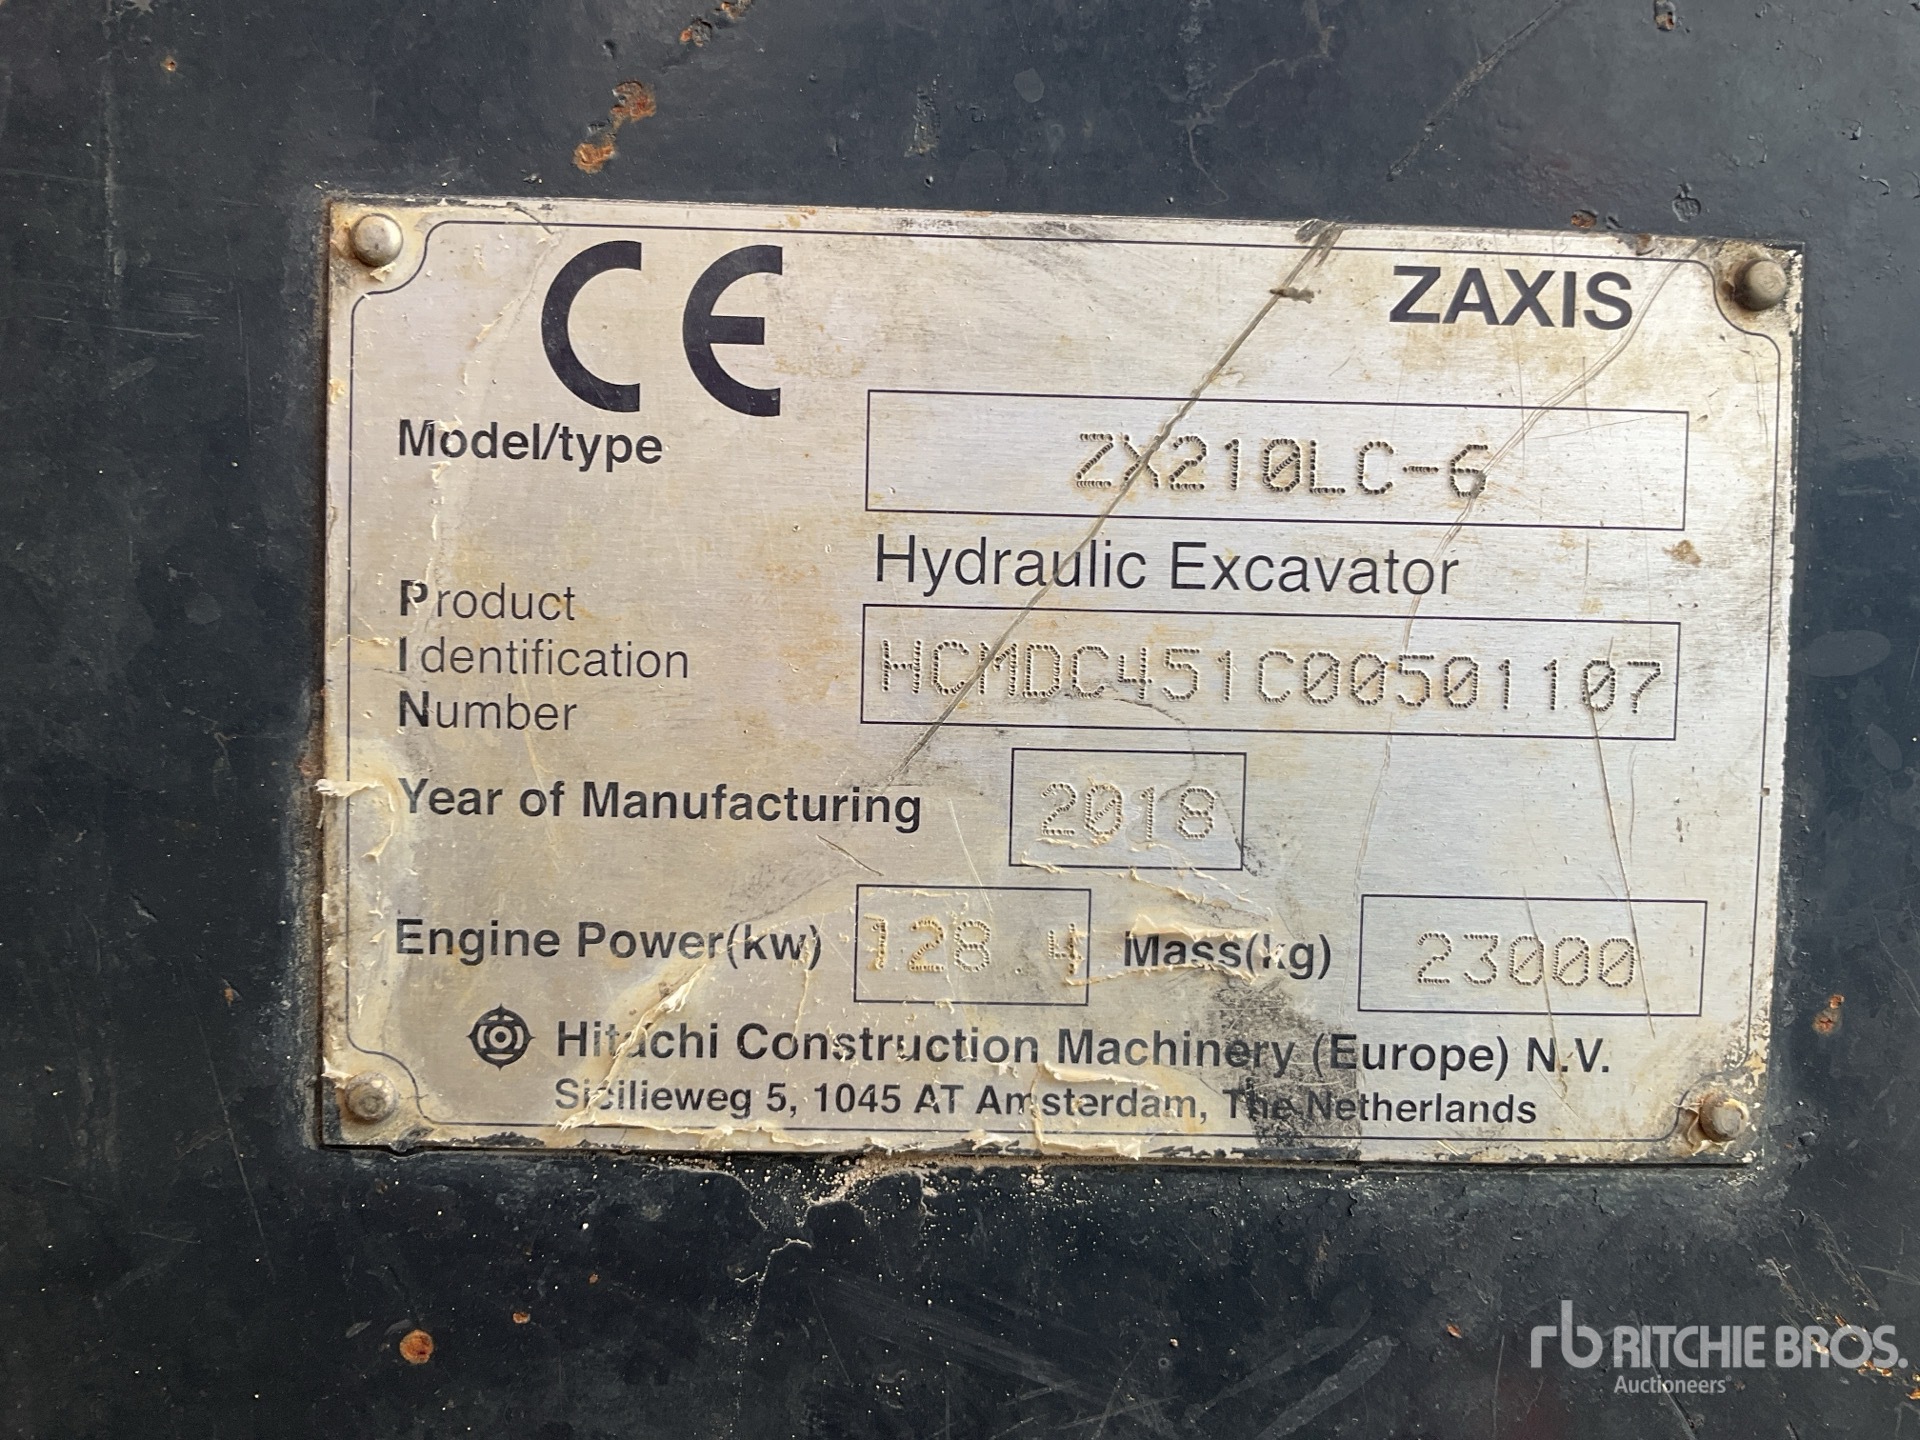 CE
ZAXIS
Model/type ZX210LC-6
Hydraulic Excavator
Product
Identification
Number
HCMDC451C00501107
Year of Manufacturing 2018
Engine Power(kw) 128.4 Mass(kg) 23000
Hitachi Construction Machinery (Europe) N.V.
Sicilieweg 5, 1045 AT Amsterdam, The Netherlands
rb RITCHIE BROS.
Auctioneers